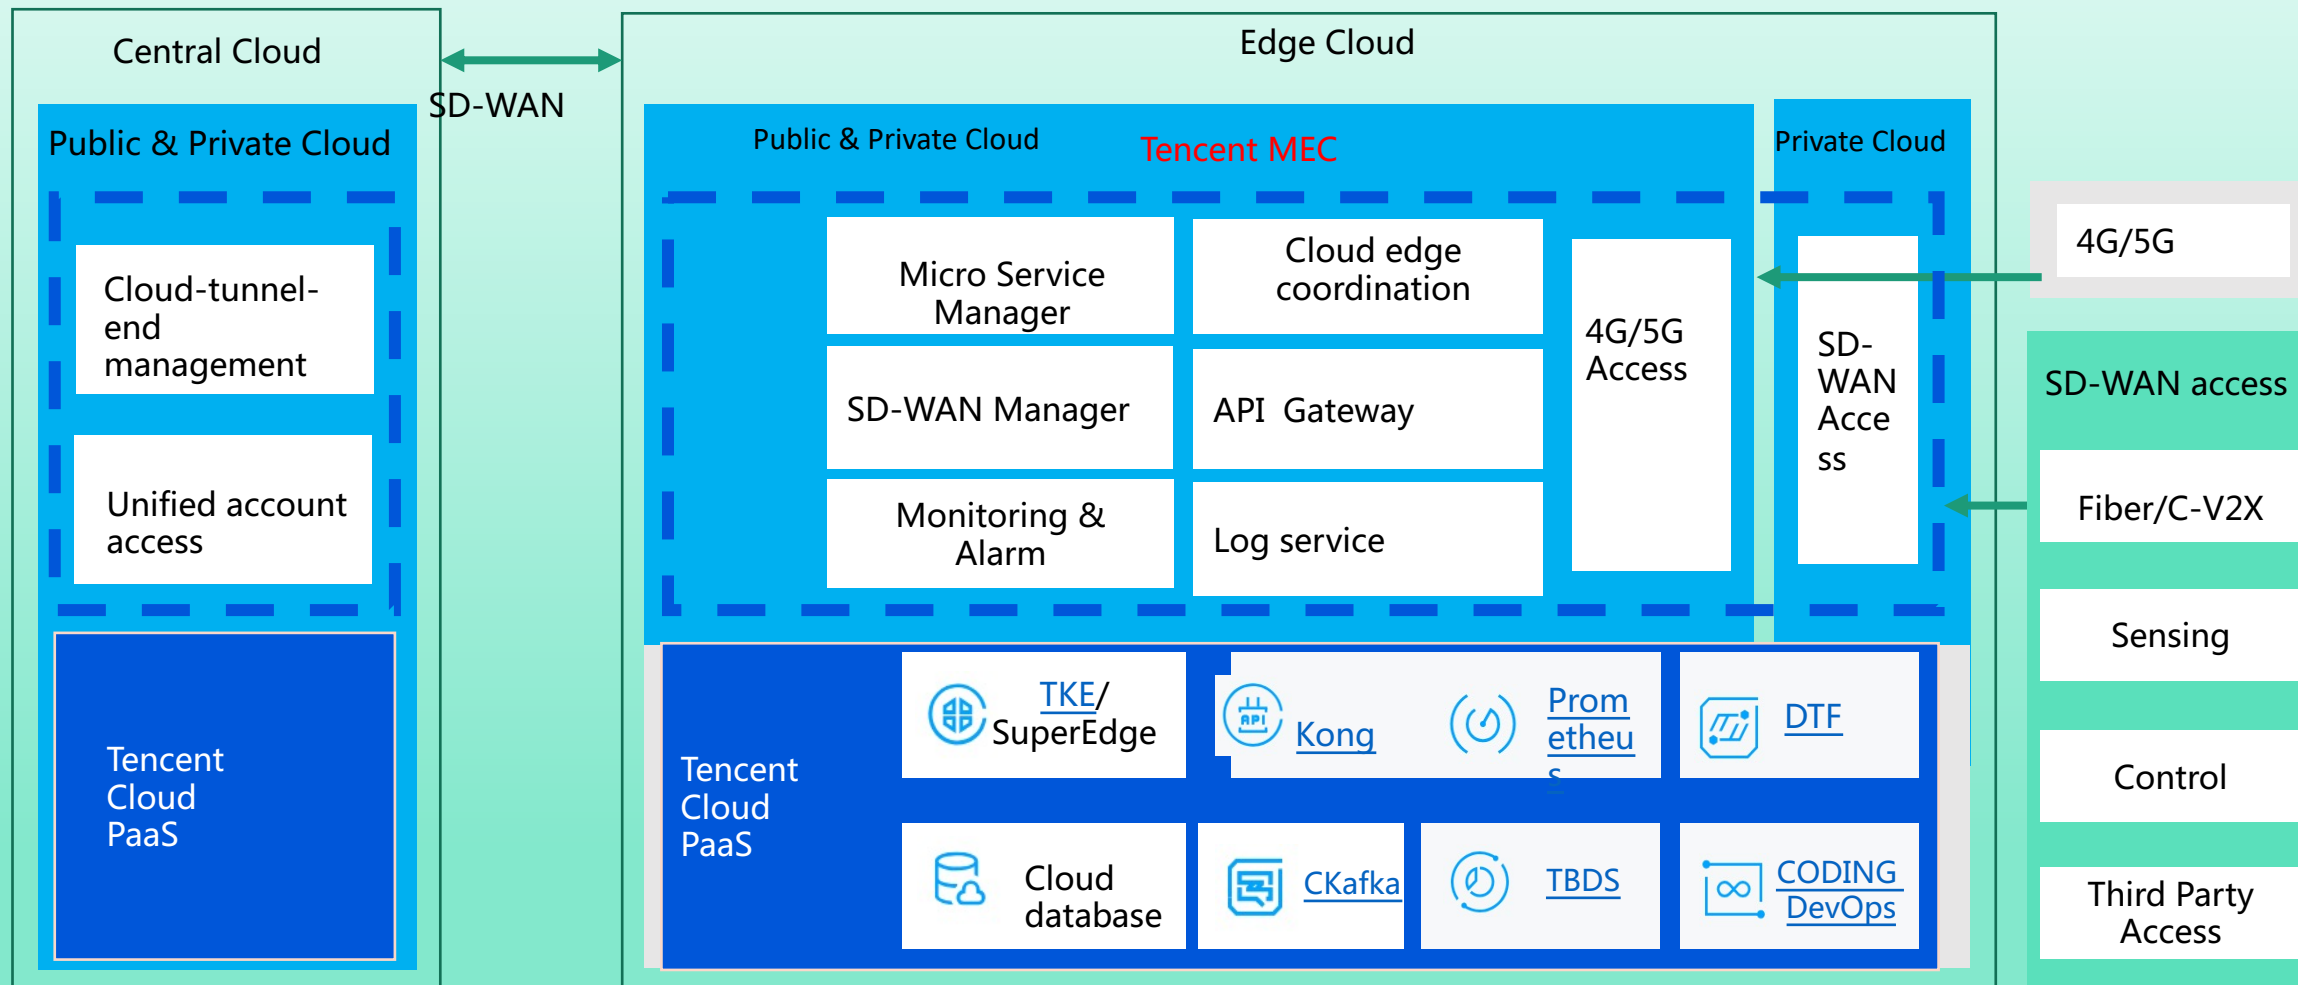 Central Cloud
SD-WAN
Public & Private Cloud
Cloud-tunnel-
end
management
Unified account
access
Tencent
Cloud
PaaS
Edge Cloud
Public & Private Cloud
Tencent MEC
Private Cloud
Micro Service
Manager
Cloud edge
coordination
SD-WAN Manager
API  Gateway
Monitoring &
Alarm
Log service
4G/5G
Access
SD-
WAN
Acce
ss
Tencent
Cloud
PaaS
TKE/
SuperEdge
API
Kong
Prom
etheu
s
DTF
Cloud
database
CKafka
TBDS
CODING
DevOps
4G/5G
SD-WAN access
Fiber/C-V2X
Sensing
Control
Third Party
Access